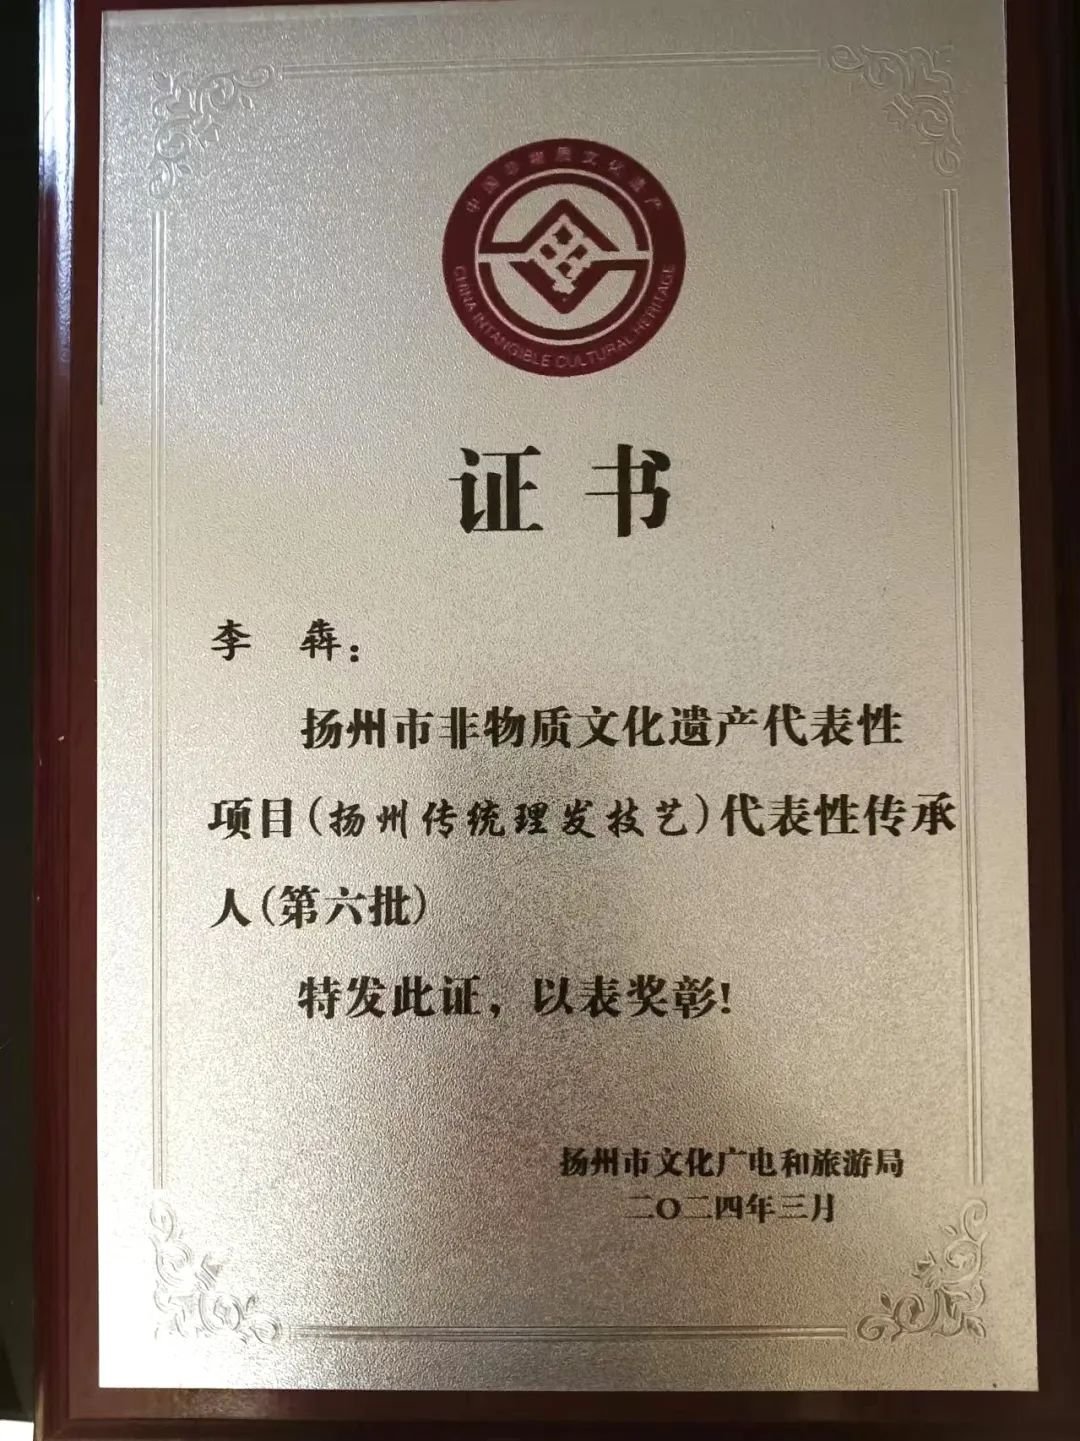 中国非物质文化遗产
CHINA INTANGIBLE CULTURAL HERITAGE
证书
李 犇：
扬州市非物质文化遗产代表性
项目(扬州传统理发技艺)代表性传承
人(第六批)
特发此证，以表奖彰!
扬州市文化广电和旅游局
二〇二四年三月